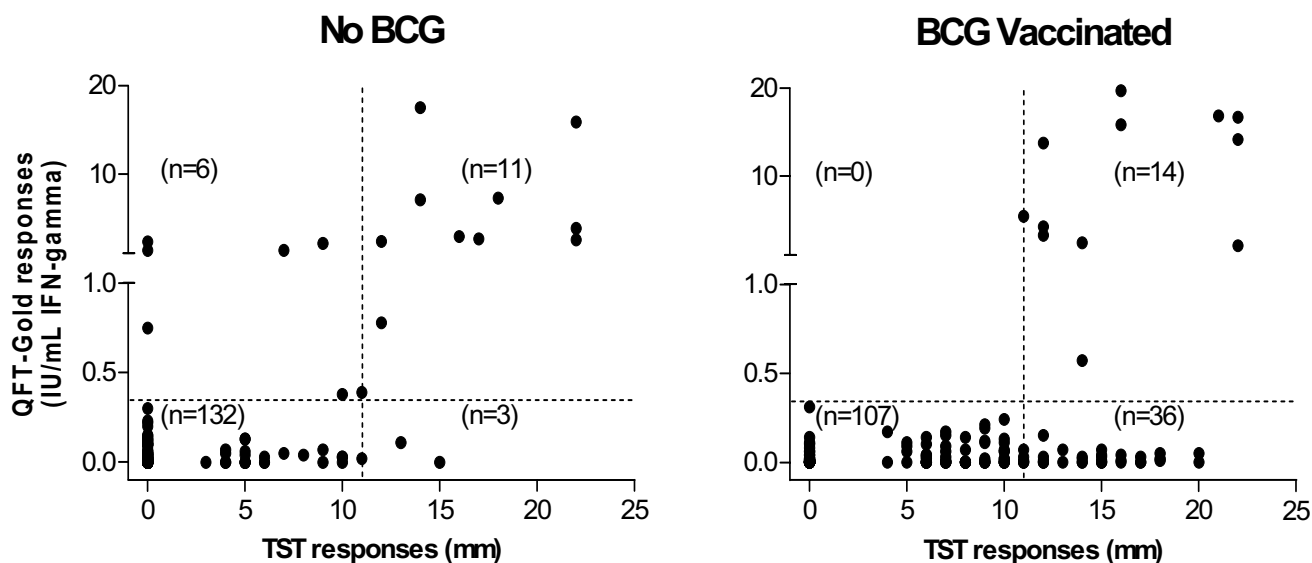 No BCG
QFT-Gold responses
(IU/mL IFN-gamma)
20
10
1.0
0.5
0.0
(n=6)
(n=11)
(n=132)
(n=3)
0
5
10
15
20
25
TST responses (mm)
BCG Vaccinated
20
10
1.0
0.5
0.0
(n=0)
(n=14)
(n=107)
(n=36)
0
5
10
15
20
25
TST responses (mm)